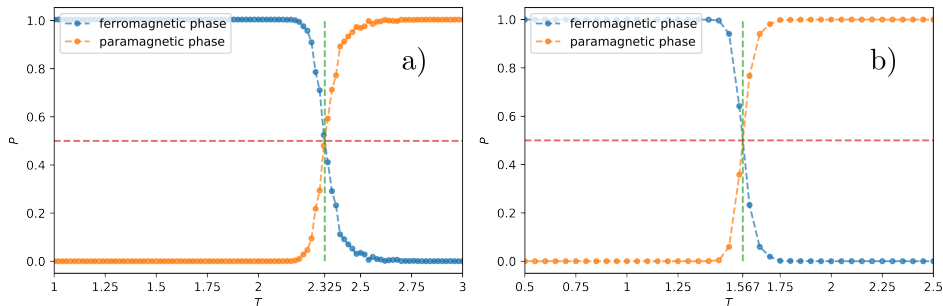 ferromagnetic phase
paramagnetic phase
a)
P
1.0
0.8
0.6
0.4
0.2
0.0
1 1.25 1.5 1.75 2 2.325 2.5 2.75 3
T
ferromagnetic phase
paramagnetic phase
b)
P
1.0
0.8
0.6
0.4
0.2
0.0
0.5 0.75 1 1.25 1.567 1.75 2 2.25 2.5
T